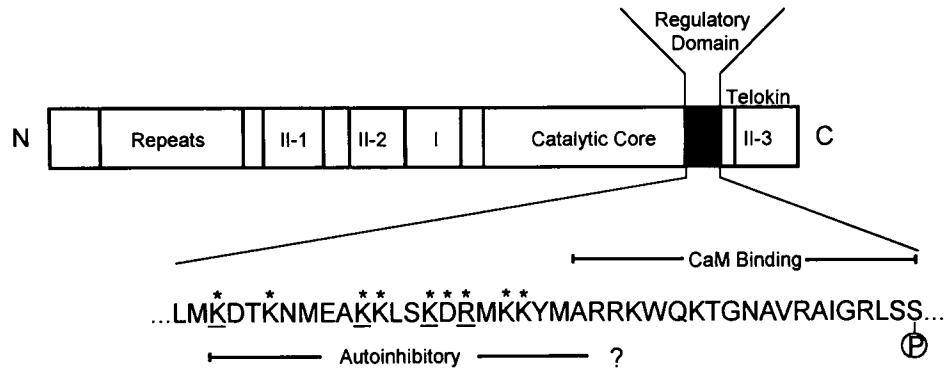 Regulatory
Domain
Telokin
N Repeats II-1 II-2 I Catalytic Core II-3 C
CaM Binding
* * * * * * * * *
...LMKDTKNMEAKKLSKDRMKKYMARRKWQKTGNAVRAIGRLSS...
Autoinhibitory ?
P